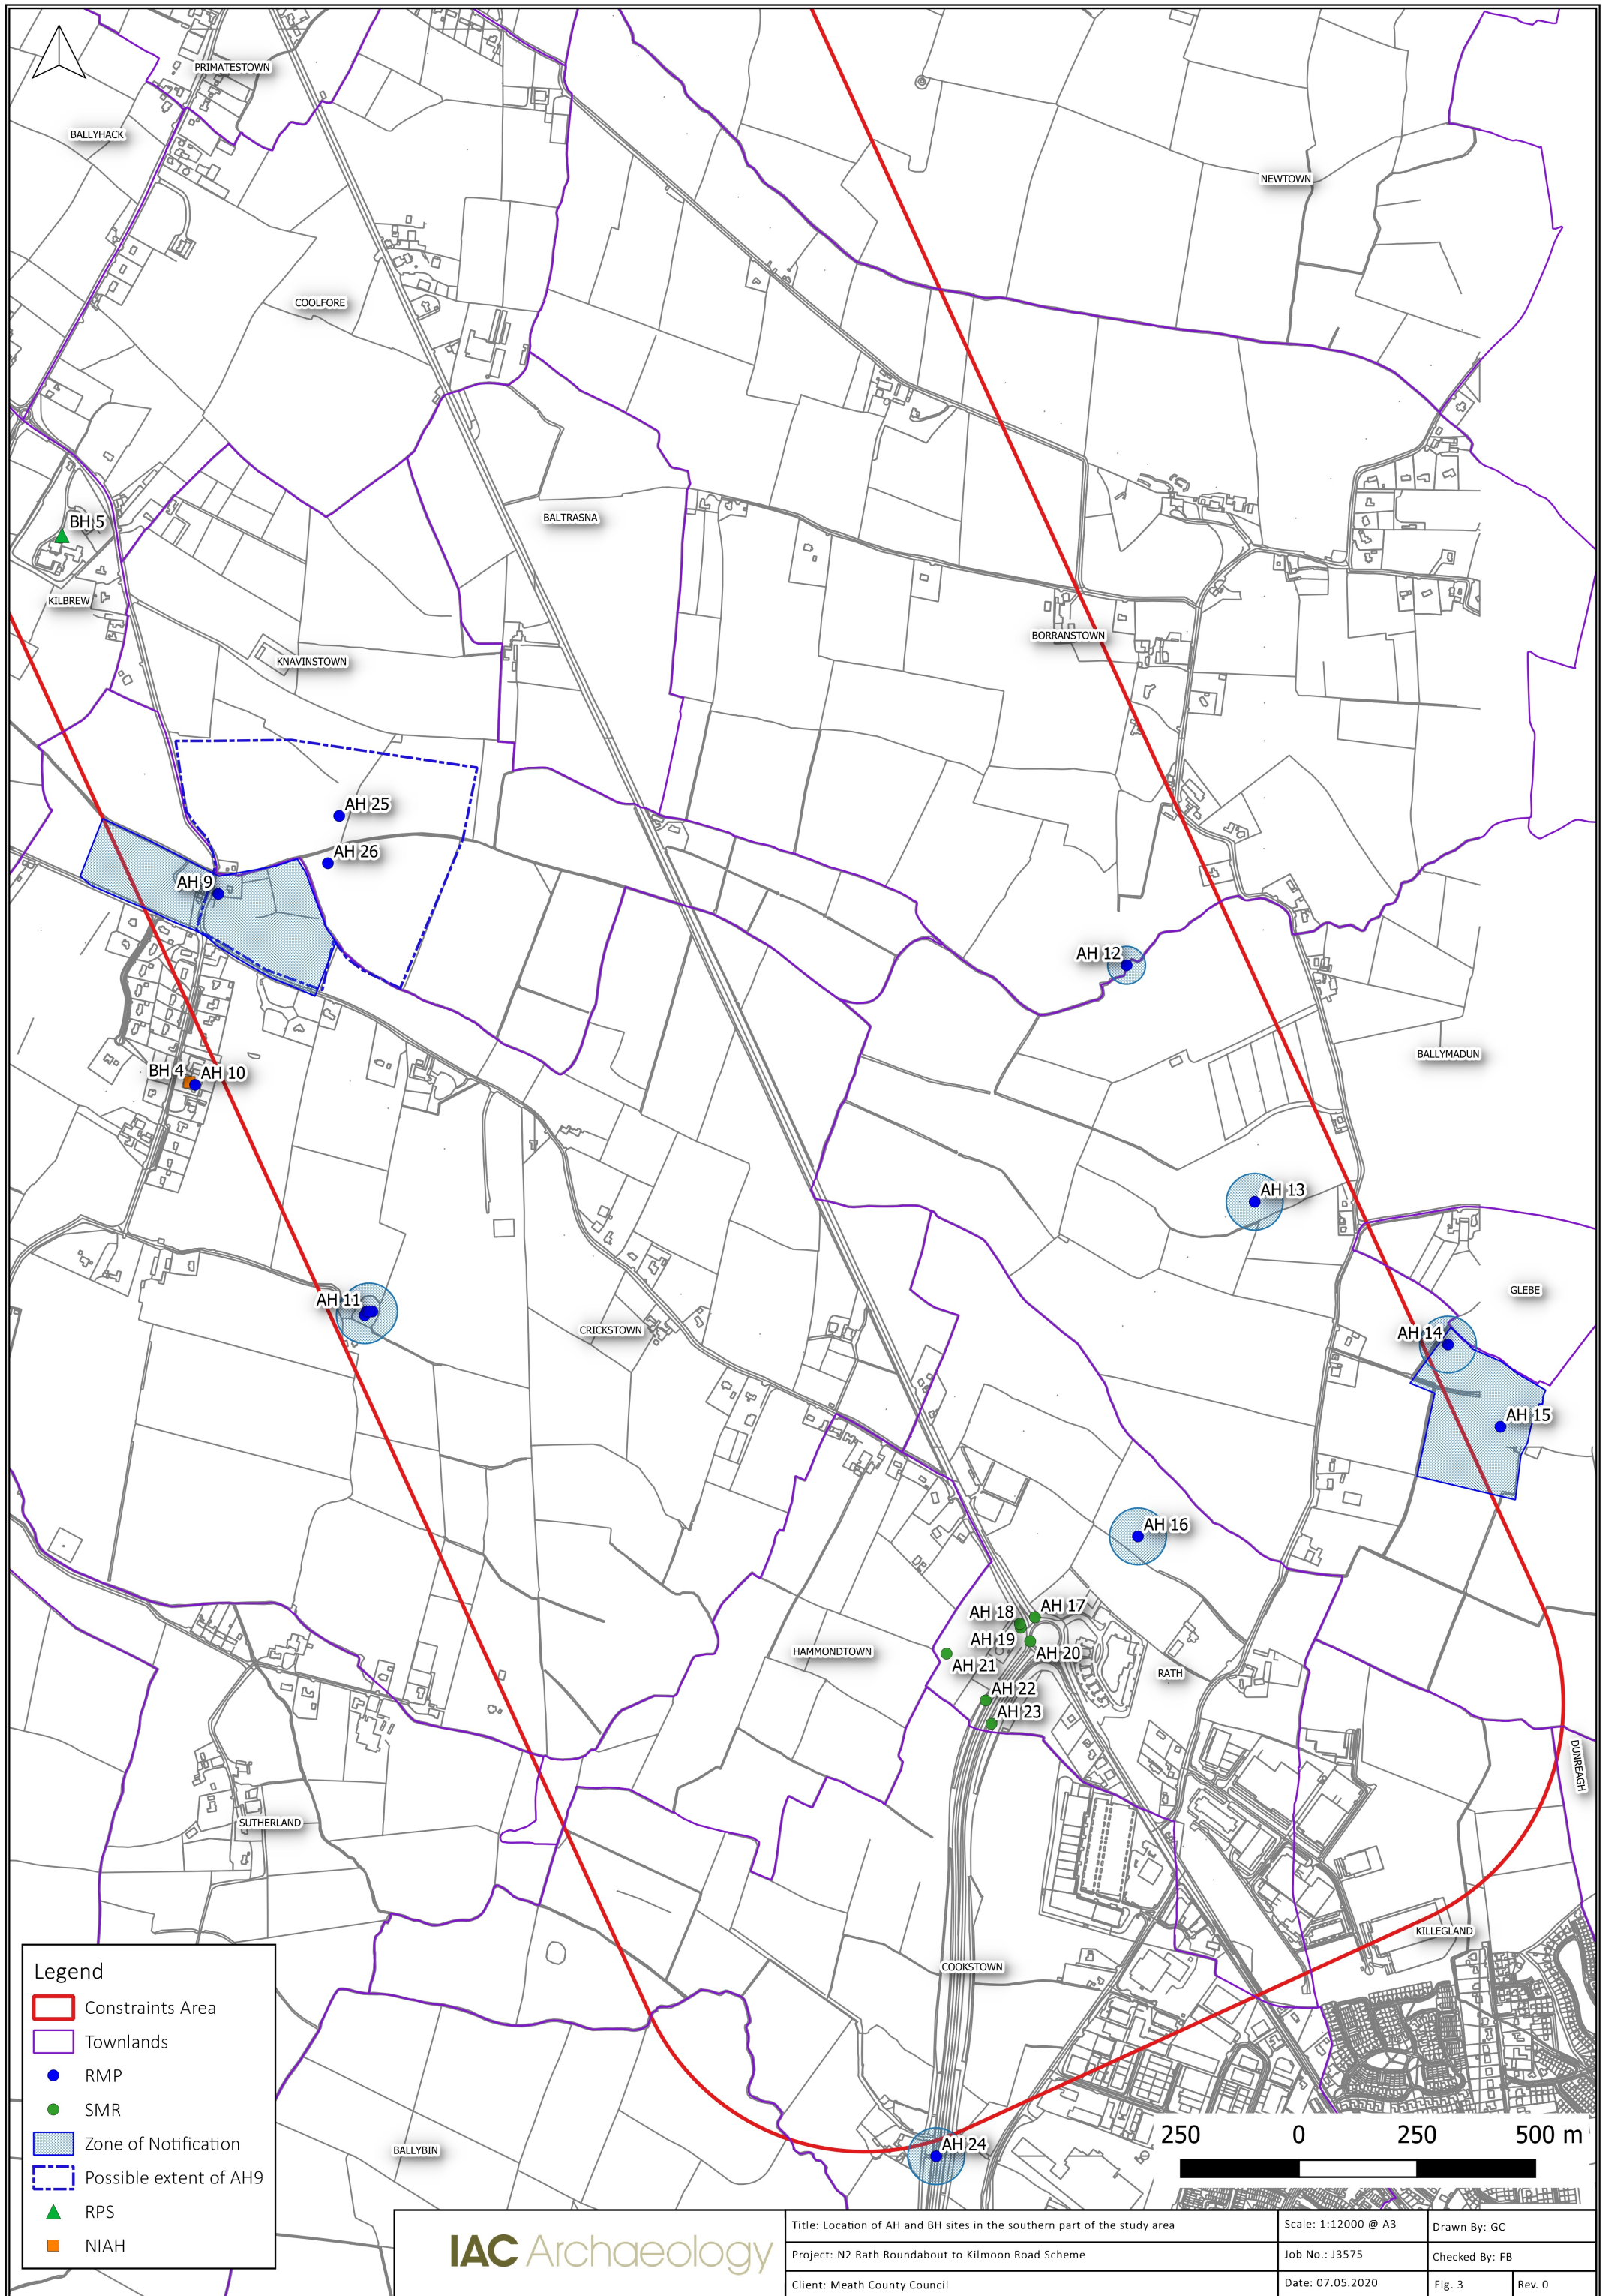 PRIMATESTOWN
BALLYHACK
NEWTOWN
COOLFORE
BH 5
BALTRASNA
KILBREW
BORRANSTOWN
KNAVINSTOWN
AH 25
AH 26
AH 9
AH 12
BALLYMADUN
BH 4
AH 10
AH 13
GLEBE
AH 11
CRICKSTOWN
AH 14
AH 15
AH 16
AH 17
AH 18
AH 19
AH 20
HAMMONDTOWN
AH 21
RATH
AH 22
AH 23
DUNREAGH
SUTHERLAND
KILLEGLAND
COOKSTOWN
Legend
Constraints Area
Townlands
RMP
SMR
Zone of Notification
Possible extent of AH9
RPS
NIAH
BALLYBIN
AH 24
250 0 250 500 m
IAC Archaeology
Title: Location of AH and BH sites in the southern part of the study area
Scale: 1:12000 @ A3
Drawn By: GC
Project: N2 Rath Roundabout to Kilmoon Road Scheme
Job No.: J3575
Checked By: FB
Client: Meath County Council
Date: 07.05.2020
Fig. 3
Rev. 0